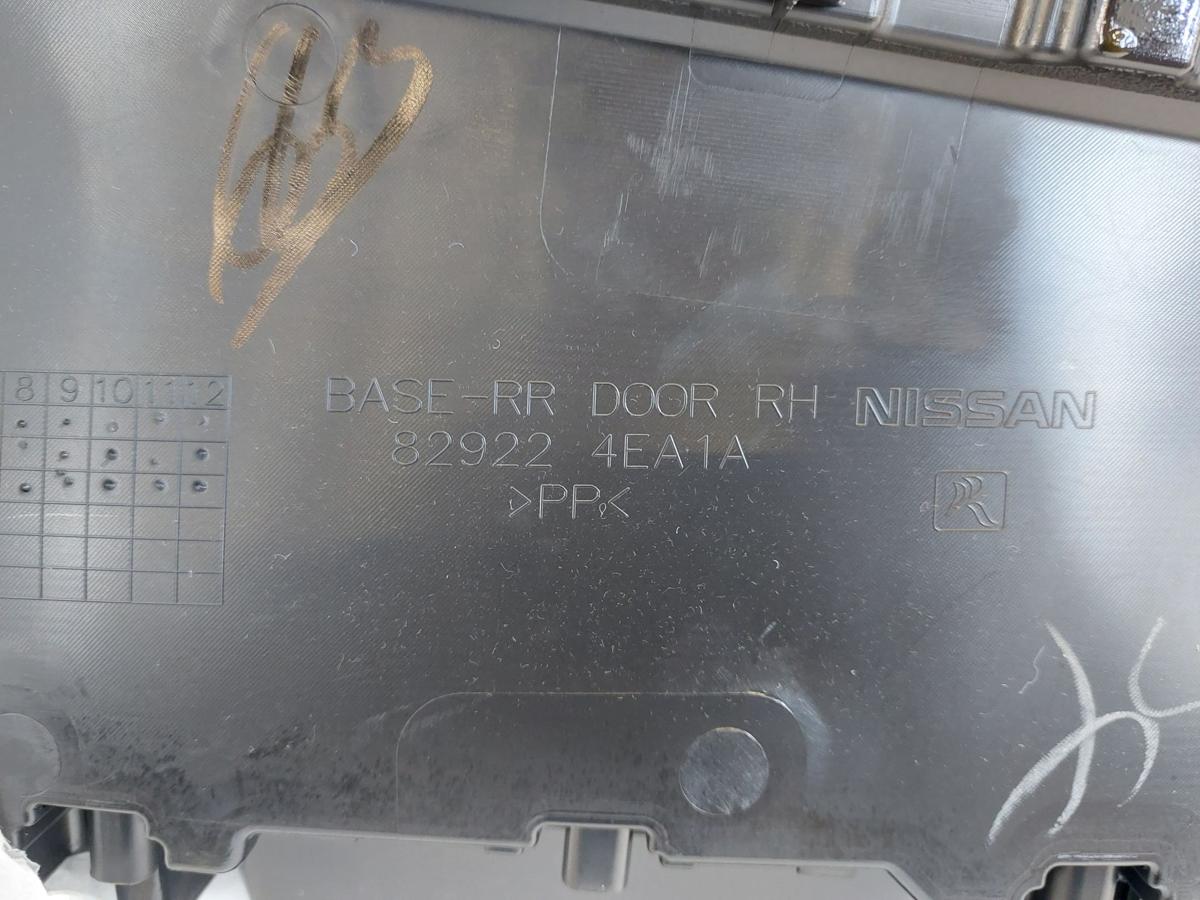 8 9 10 11 12
BASE-RR DOOR RH NISSAN
82922 4EA1A
>PP<